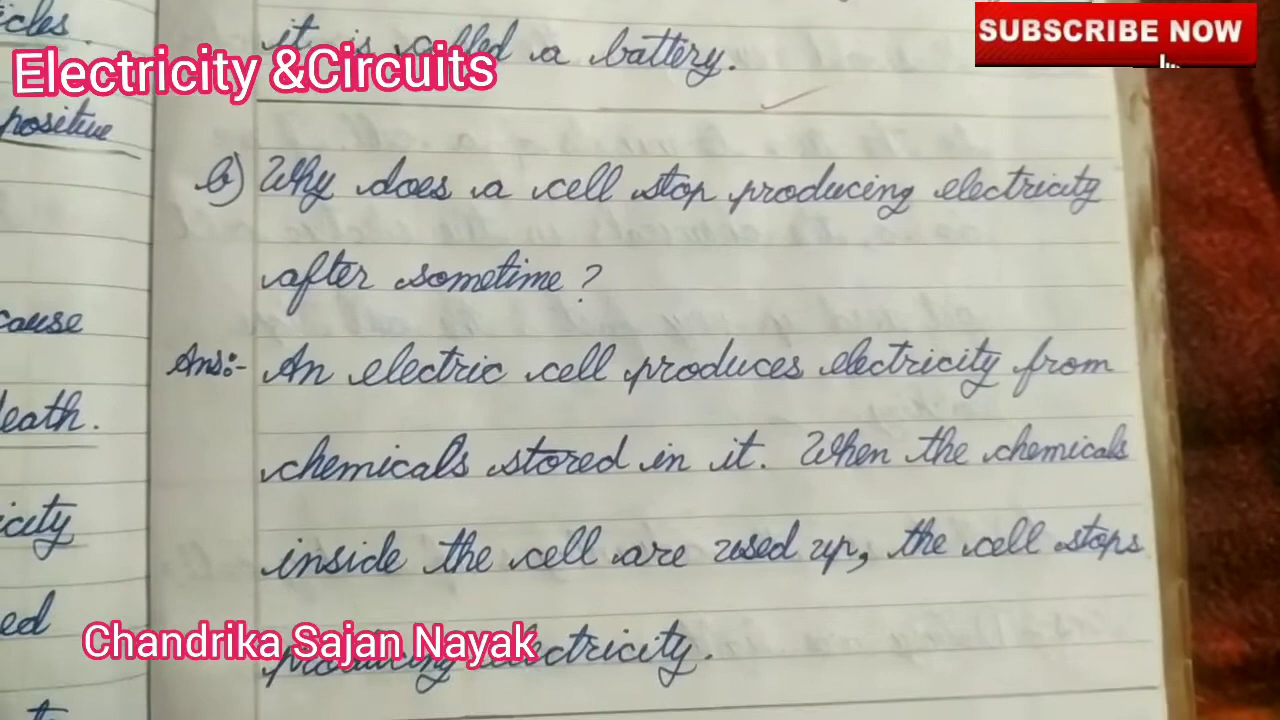 SUBSCRIBE NOW
Electricity &Circuits
icles.
positive
cause
death.
icity
ed
it is called a battery.
b) Why does a cell stop producing electricity
after sometime?
Ans:- An electric cell produces electricity from
chemicals stored in it. When the chemicals
inside the cell are used up, the cell stops
producing electricity.
Chandrika Sajan Nayak